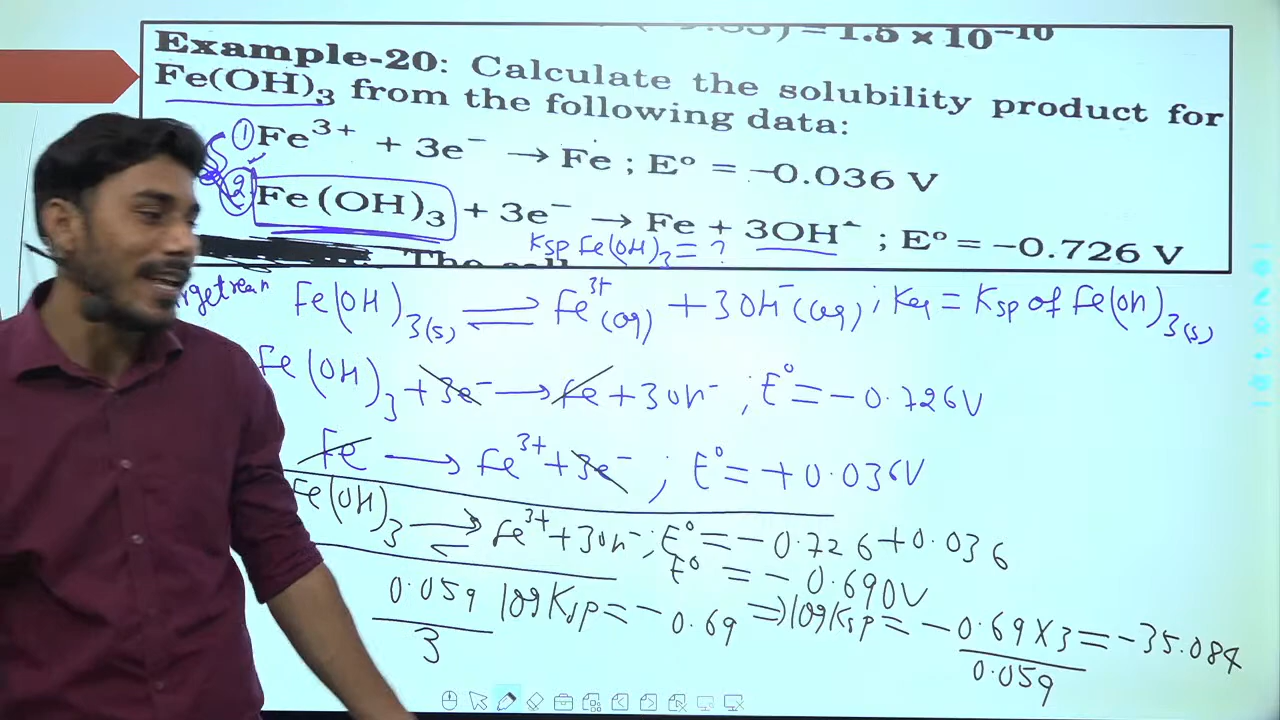 (−0.83) = 1.5 × 10⁻¹⁰
Example-20: Calculate the solubility product for
Fe(OH)₃ from the following data:
① Fe³⁺ + 3e⁻ → Fe ; E° = −0.036 V
② Fe(OH)₃ + 3e⁻ → Fe + 3OH⁻ ; E° = −0.726 V
Ksp Fe(OH)₃ = ?
The cell
Fe(OH)₃(s) ⇌ Fe³⁺(aq) + 3OH⁻(aq) ; Keq = Ksp of Fe(OH)₃(s)
Fe(OH)₃ + 3e⁻ → Fe + 3OH⁻ ; E° = −0.726V
Fe → Fe³⁺ + 3e⁻ ; E° = +0.036V
Fe(OH)₃ ⇌ Fe³⁺ + 3OH⁻ ; E° = −0.726 + 0.036
E° = −0.690V
0.059/3 log Ksp = −0.69 ⇒ log Ksp = −0.69 × 3/0.059 = −35.084